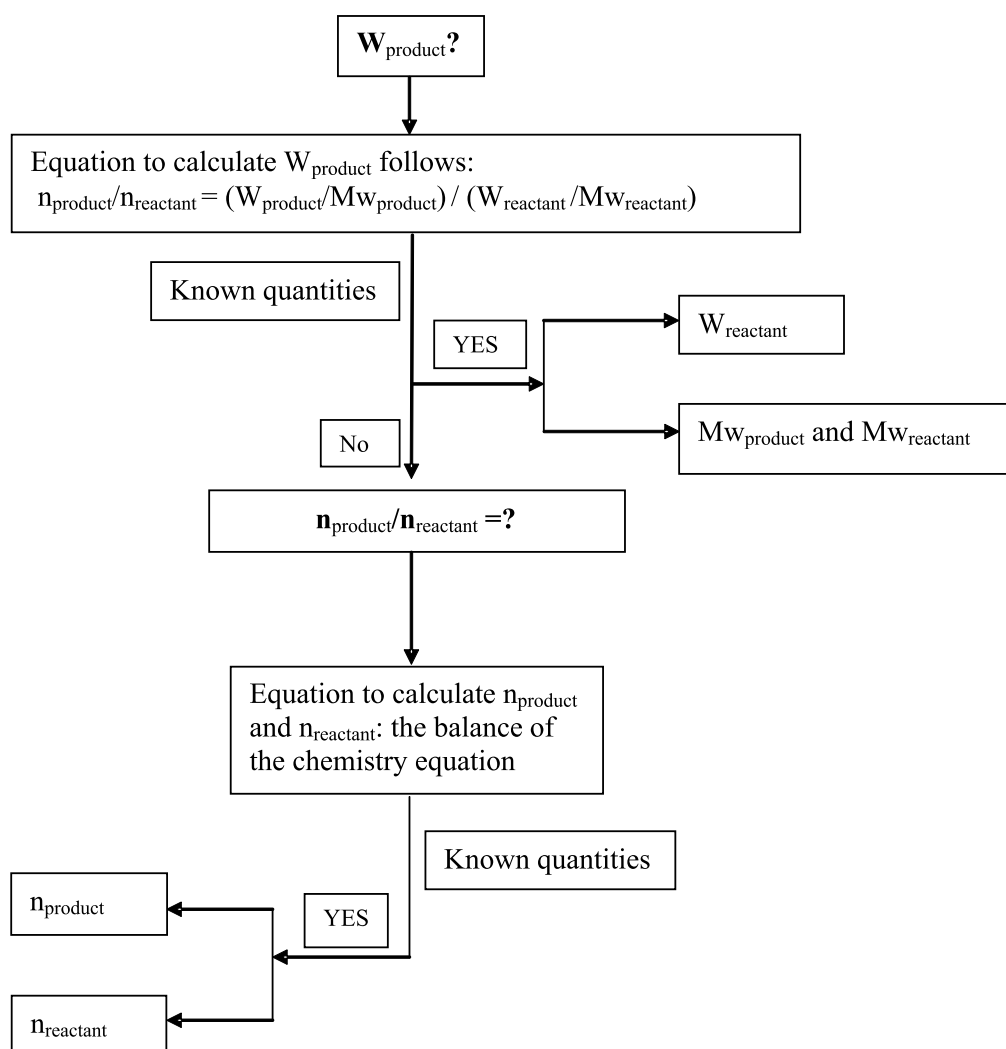 Wproduct?
Equation to calculate Wproduct follows:
nproduct/nreactant = (Wproduct/Mwproduct) / (Wreactant /Mwreactant)
Known quantities
YES
Wreactant
Mwproduct and Mwreactant
No
nproduct/nreactant =?
Equation to calculate nproduct
and nreactant: the balance of
the chemistry equation
Known quantities
YES
nproduct
nreactant